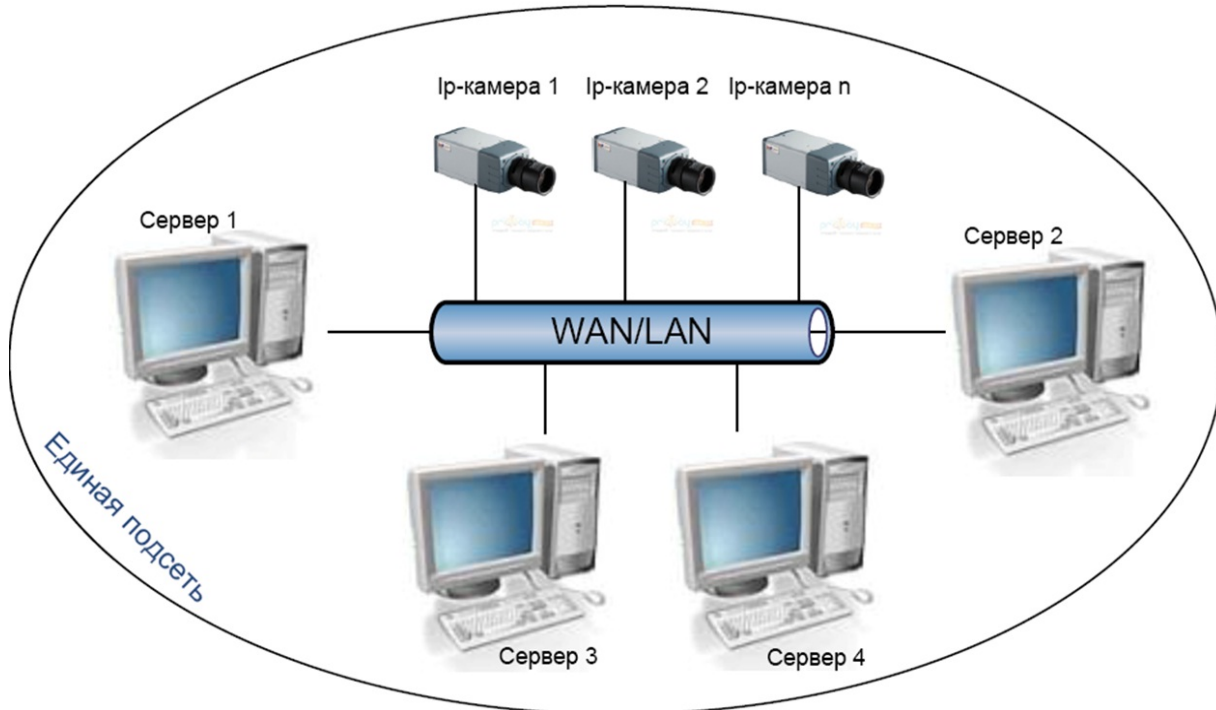 Ip-камера 1 Ip-камера 2 Ip-камера n
Сервер 1
Сервер 2
WAN/LAN
Единая подсеть
Сервер 3
Сервер 4